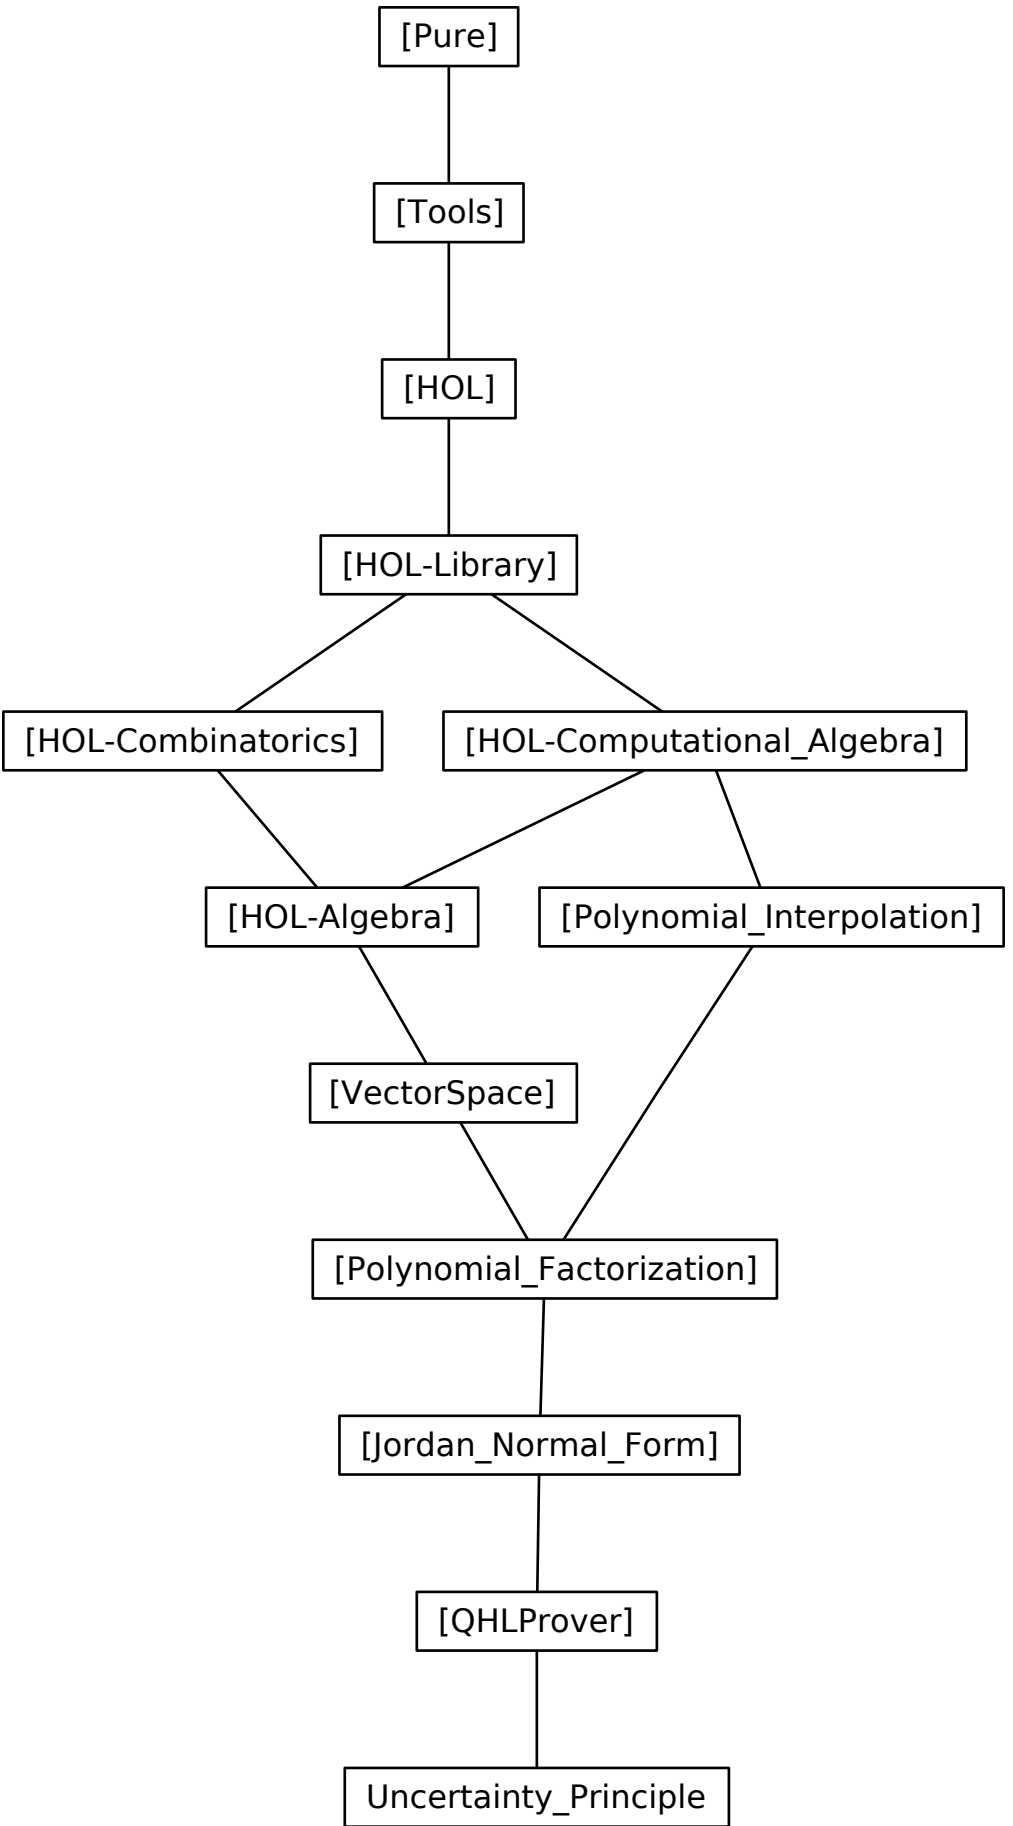 [Pure]
[Tools]
[HOL]
[HOL-Library]
[HOL-Combinatorics]
[HOL-Computational_Algebra]
[HOL-Algebra]
[Polynomial_Interpolation]
[VectorSpace]
[Polynomial_Factorization]
[Jordan_Normal_Form]
[QHLProver]
Uncertainty_Principle